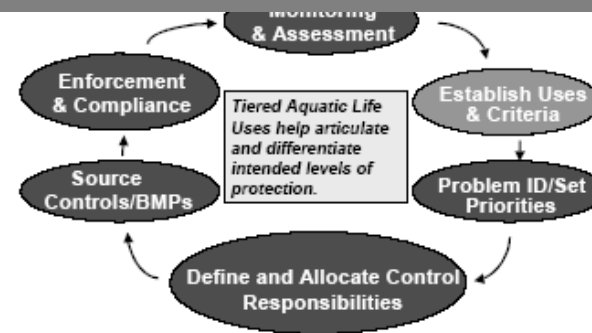 Monitoring
& Assessment
Establish Uses
& Criteria
Problem ID/Set
Priorities
Define and Allocate Control
Responsibilities
Source
Controls/BMPs
Enforcement
& Compliance
Tiered Aquatic Life
Uses help articulate
and differentiate
intended levels of
protection.